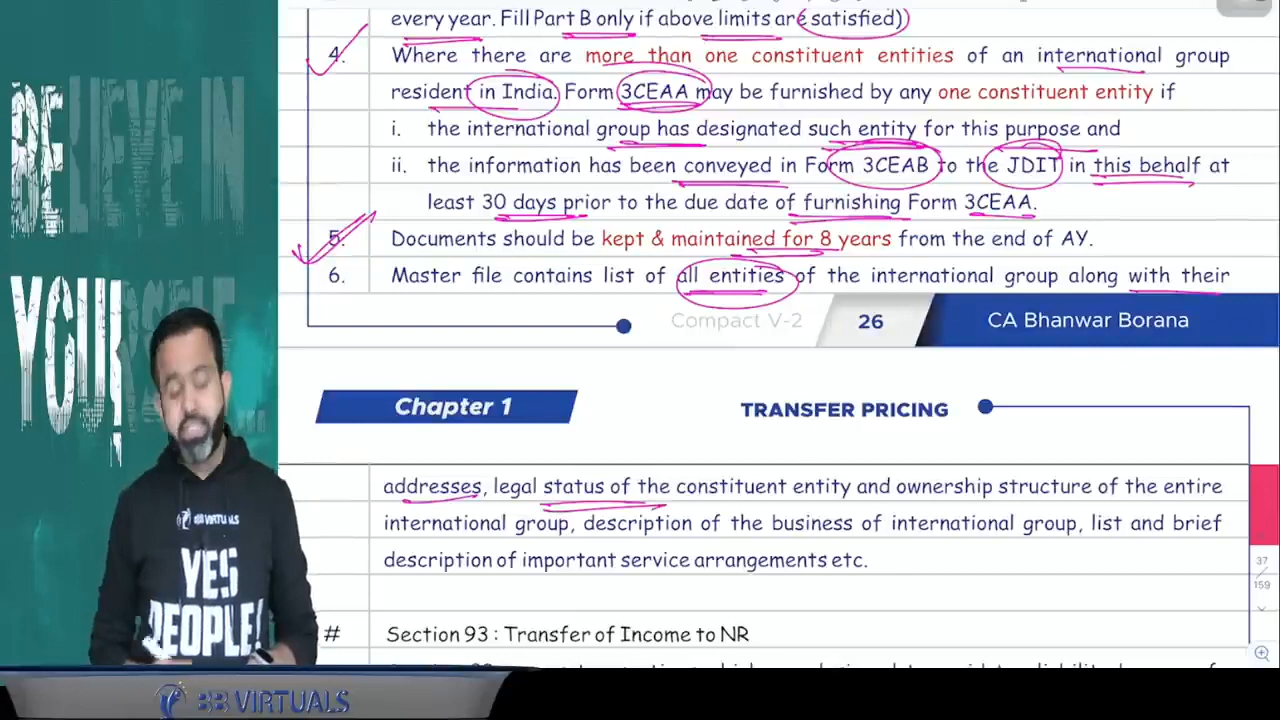 BELIEVE IN
YOURSELF
every year. Fill Part B only if above limits are satisfied)
4. Where there are more than one constituent entities of an international group
resident in India. Form 3CEAA may be furnished by any one constituent entity if
i. the international group has designated such entity for this purpose and
ii. the information has been conveyed in Form 3CEAB to the JDIT in this behalf at
least 30 days prior to the due date of furnishing Form 3CEAA.
5. Documents should be kept & maintained for 8 years from the end of AY.
6. Master file contains list of all entities of the international group along with their
Compact V-2 26 CA Bhanwar Borana
Chapter 1 TRANSFER PRICING
addresses, legal status of the constituent entity and ownership structure of the entire
international group, description of the business of international group, list and brief
description of important service arrangements etc.
37
159
# Section 93 : Transfer of Income to NR
BB VIRTUALS
YES
PEOPLE!
BB VIRTUALS